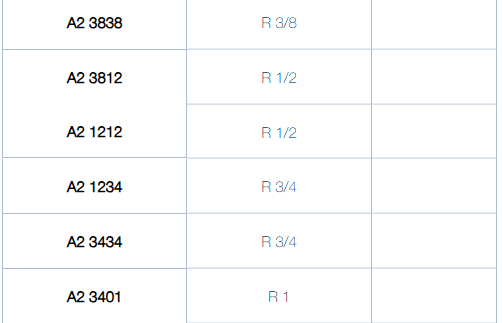 A2 3838 R 3/8
A2 3812 R 1/2
A2 1212 R 1/2
A2 1234 R 3/4
A2 3434 R 3/4
A2 3401 R 1